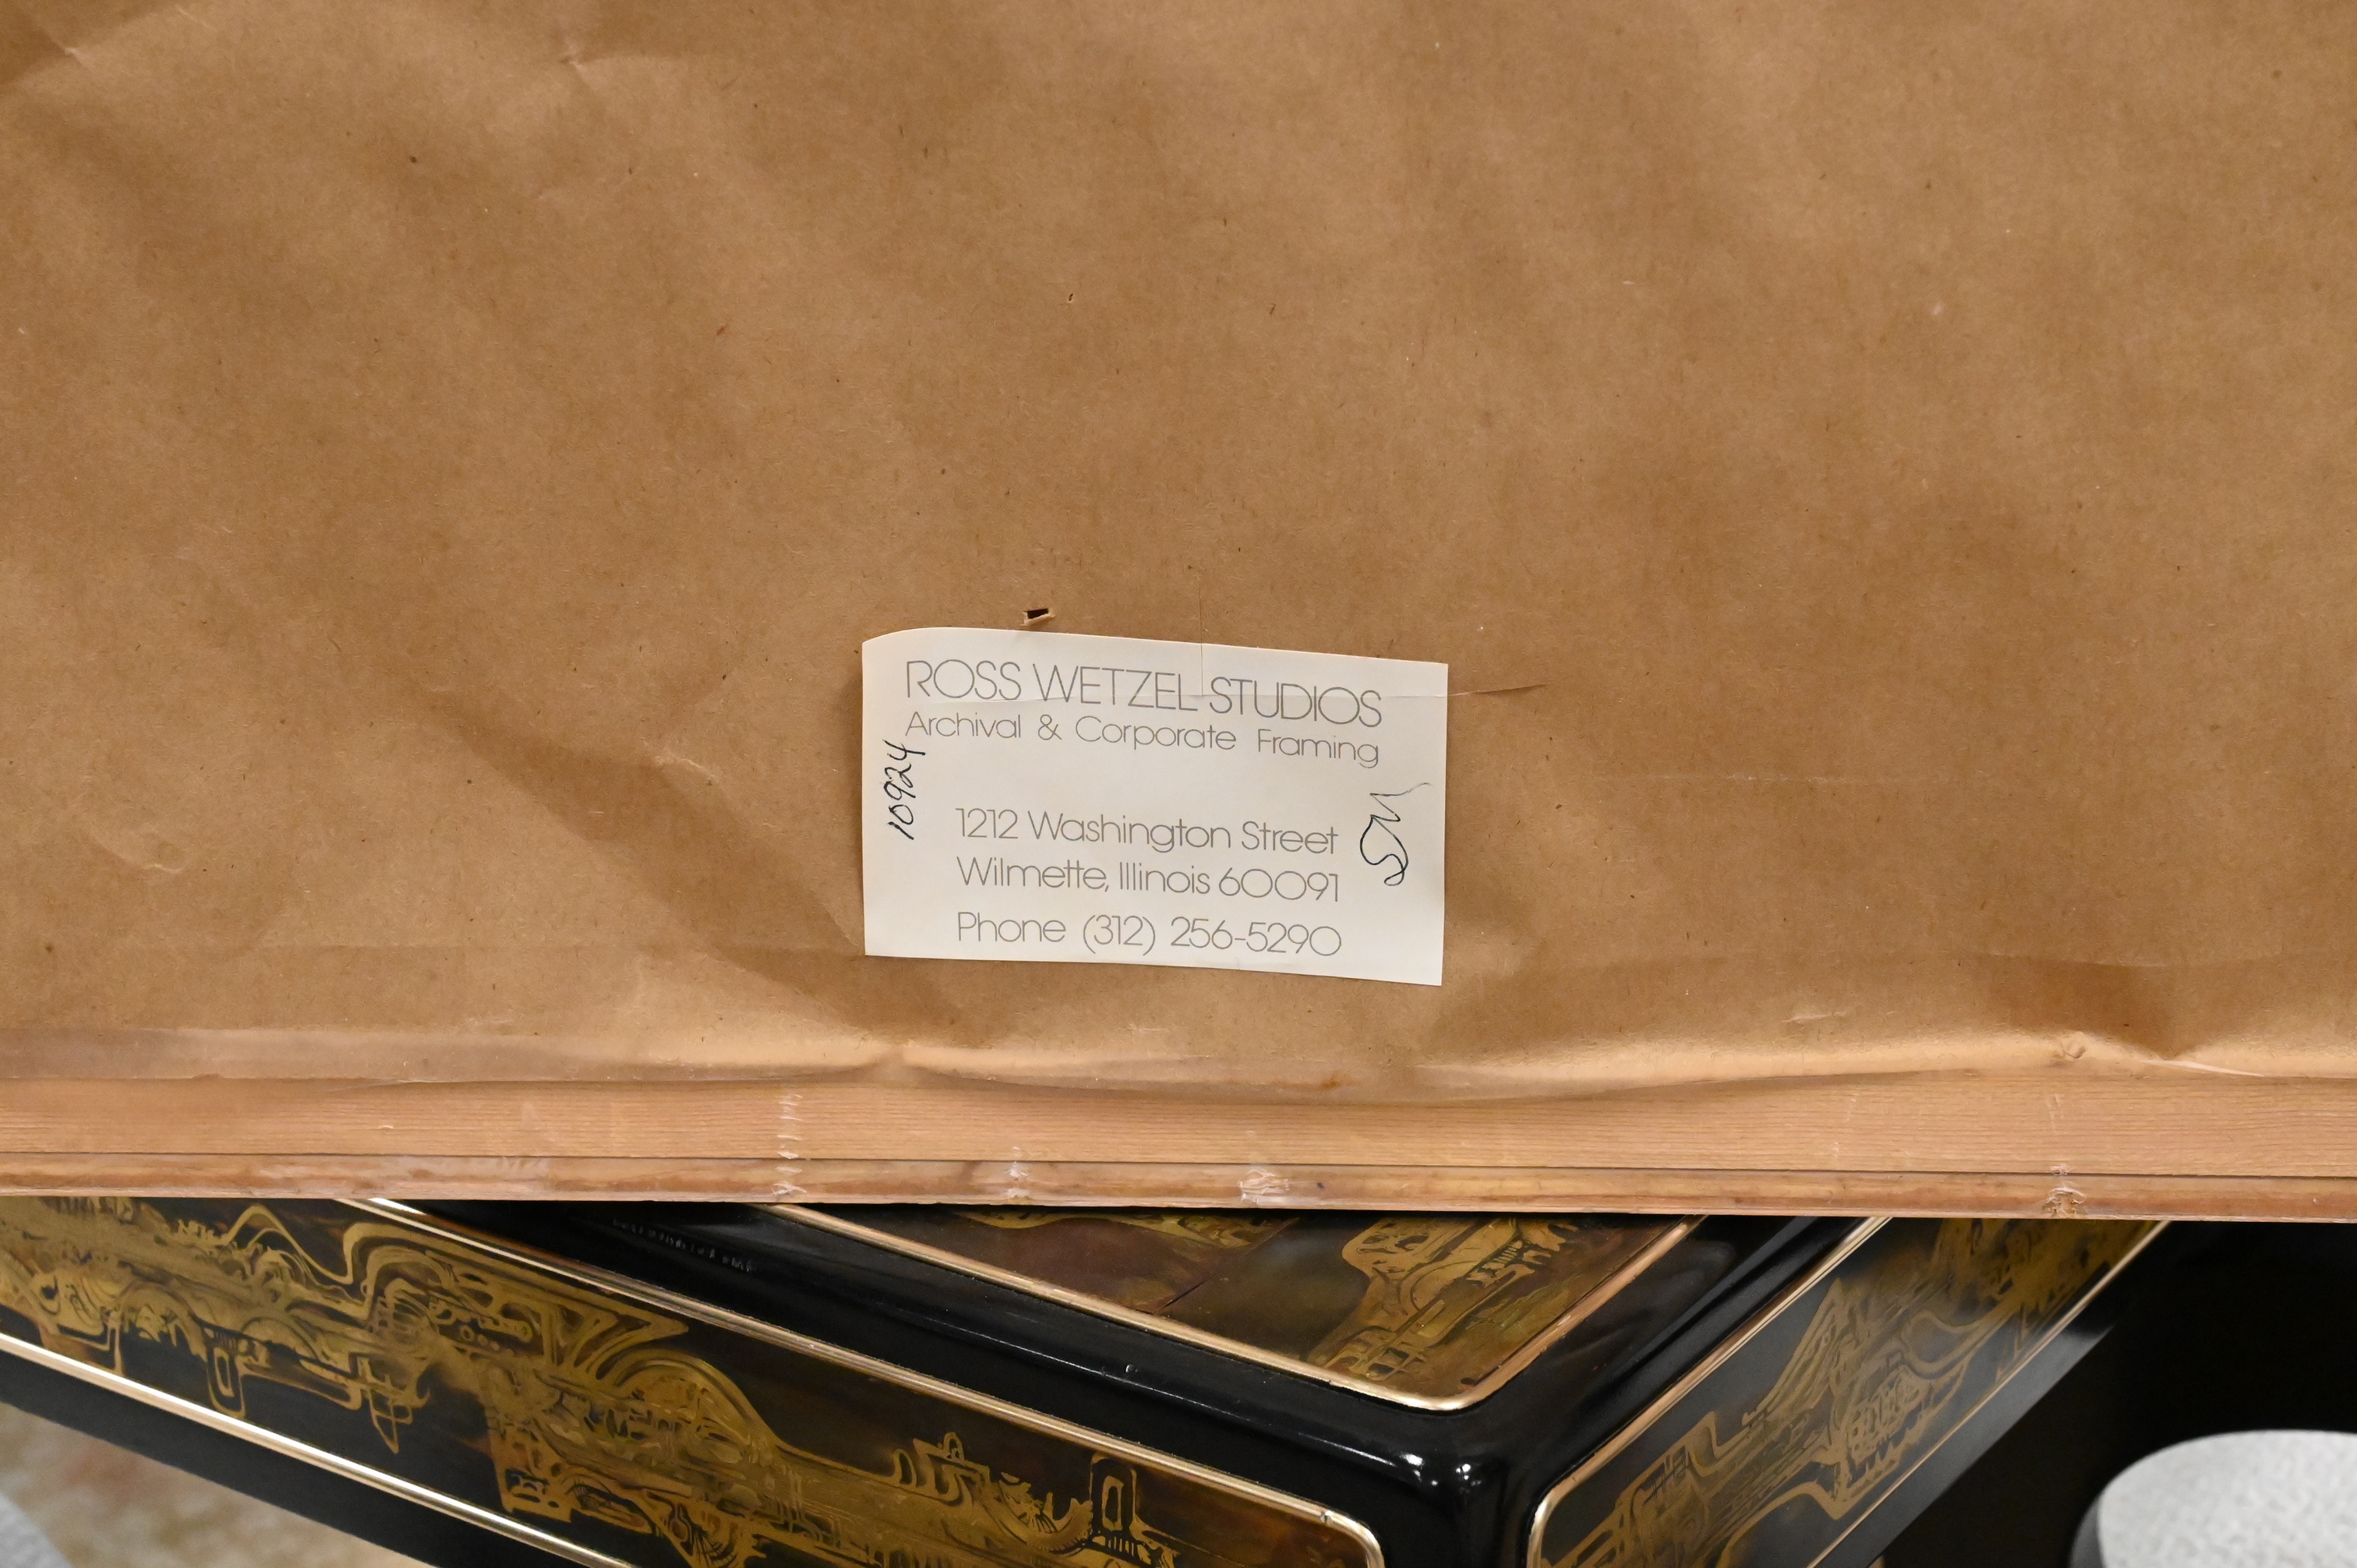 ROSS WETZEL STUDIOS
Archival & Corporate Framing
10924
1212 Washington Street
Wilmette, Illinois 60091
Phone (312) 256-5290